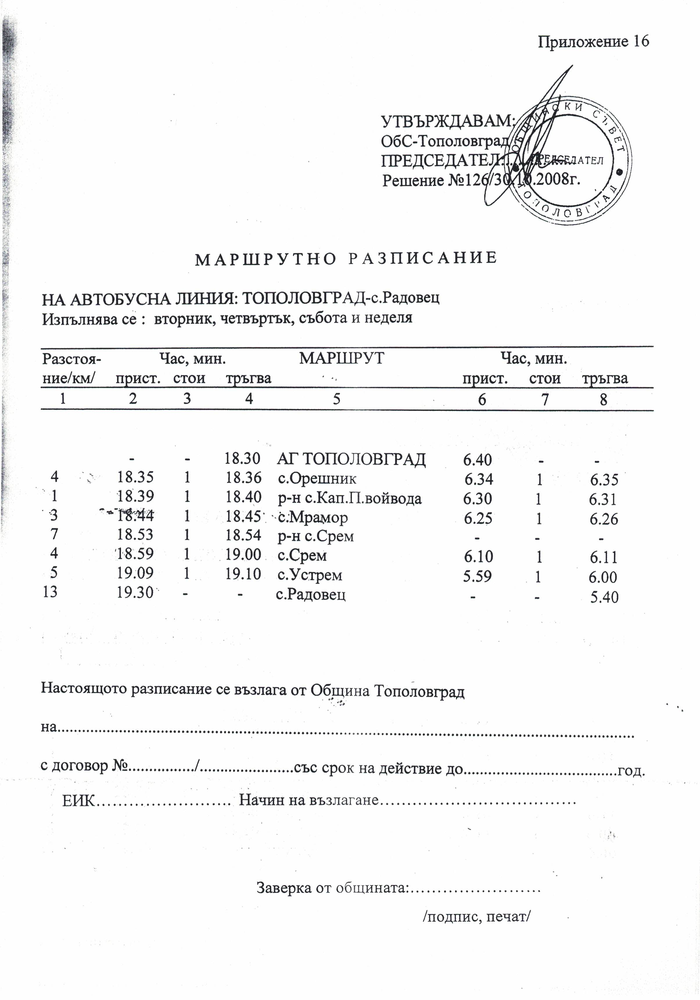 Приложение 16
УТВЪРЖДАВАМ:
ОбС-Тополовград
ПРЕДСЕДАТЕЛ:..............
Решение №126/30.10.2008г.
ОБЩИНСКИ СЪВЕТ
ПРЕДСЕДАТЕЛ
ТОПОЛОВГРАД
МАРШРУТНО РАЗПИСАНИЕ
НА АВТОБУСНА ЛИНИЯ: ТОПОЛОВГРАД-с.Радовец
Изпълнява се : вторник, четвъртък, събота и неделя
Разстоя- Час, мин. МАРШРУТ Час, мин.
ние/км/ прист. стои тръгва прист. стои тръгва
1 2 3 4 5 6 7 8
- - 18.30 АГ ТОПОЛОВГРАД 6.40 - -
4 18.35 1 18.36 с.Орешник 6.34 1 6.35
1 18.39 1 18.40 р-н с.Кап.П.войвода 6.30 1 6.31
3 18.44 1 18.45 с.Мрамор 6.25 1 6.26
7 18.53 1 18.54 р-н с.Срем - - -
4 18.59 1 19.00 с.Срем 6.10 1 6.11
5 19.09 1 19.10 с.Устрем 5.59 1 6.00
13 19.30 - - с.Радовец - - 5.40
Настоящото разписание се възлага от Община Тополовград
на..............................................................................................................
с договор №................/.......................със срок на действие до......................................год.
ЕИК......................... Начин на възлагане....................................
Заверка от общината:........................
/подпис, печат/